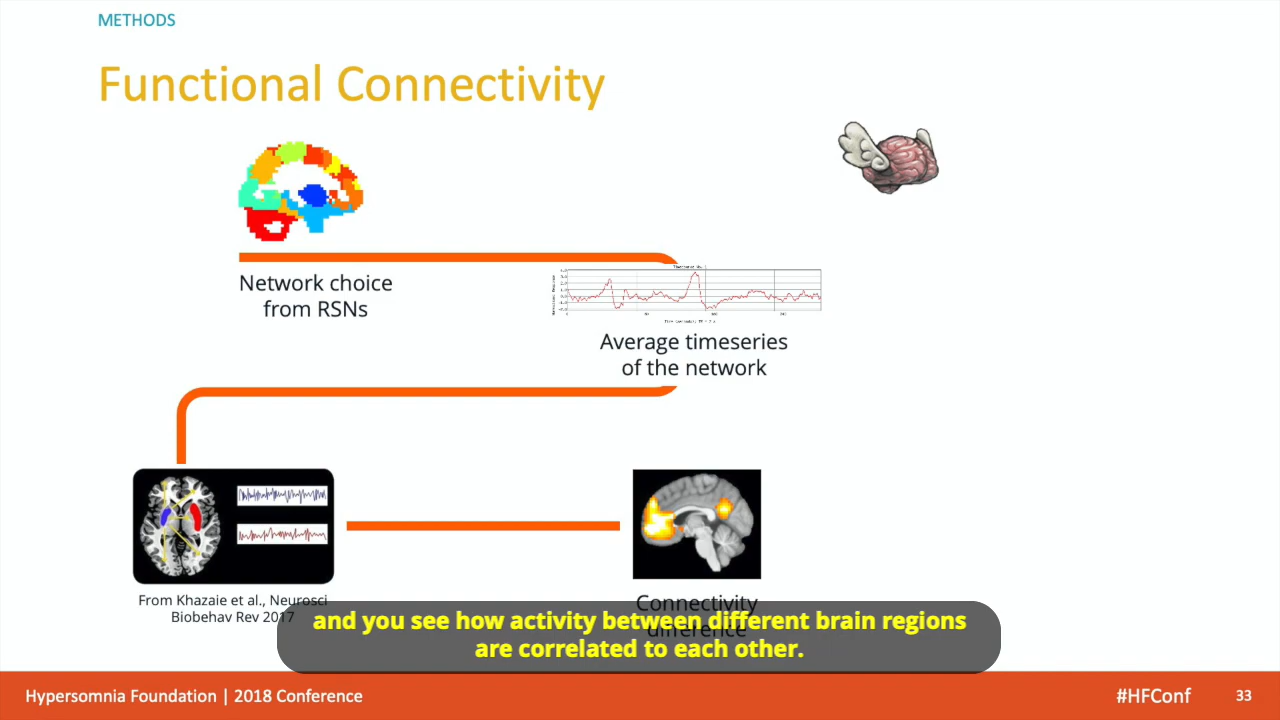 METHODS
Functional Connectivity
Network choice
from RSNs
Average timeseries
of the network
From Khazaie et al., Neurosci
Biobehav Rev 2017
Connectivity
difference
and you see how activity between different brain regions
are correlated to each other.
Hypersomnia Foundation | 2018 Conference
#HFConf
33